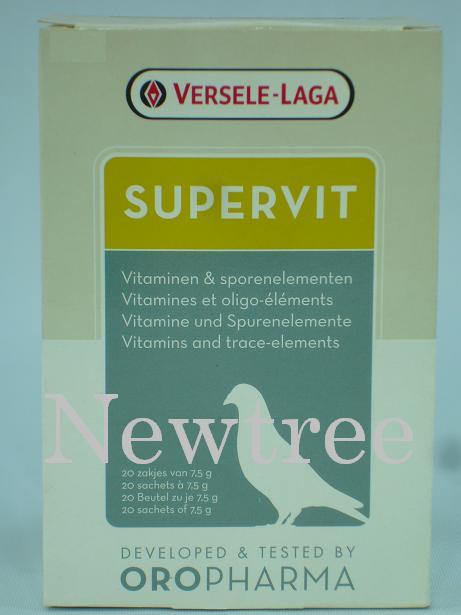 VERSELE-LAGA
SUPERVIT
Vitaminen & sporenelementen
Vitamines et oligo-éléments
Vitamine und Spurenelemente
Vitamins and trace-elements
Newtree
20 zakjes van 7,5 g
20 sachets à 7,5 g
20 Beutel zu je 7,5 g
20 sachets of 7,5 g
DEVELOPED & TESTED BY
OROPHARMA